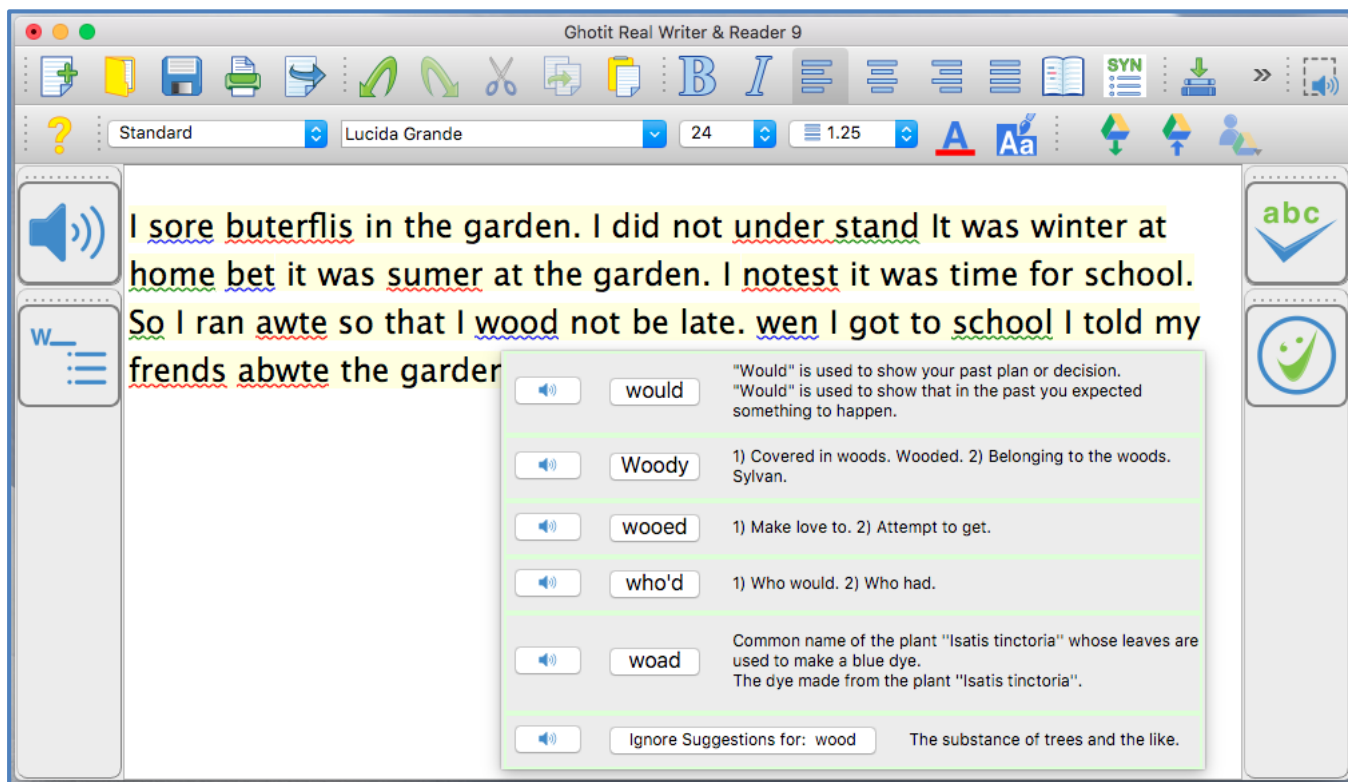 Ghotit Real Writer & Reader 9
B I SYN »
? Standard Lucida Grande 24 1.25 A Aa
I sore buterflis in the garden. I did not under stand It was winter at
home bet it was sumer at the garden. I notest it was time for school.
So I ran awte so that I wood not be late. wen I got to school I told my
frends abwte the garden
abc
W
would
"Would" is used to show your past plan or decision.
"Would" is used to show that in the past you expected
something to happen.
Woody
1) Covered in woods. Wooded. 2) Belonging to the woods.
Sylvan.
wooed
1) Make love to. 2) Attempt to get.
who'd
1) Who would. 2) Who had.
woad
Common name of the plant "Isatis tinctoria" whose leaves are
used to make a blue dye.
The dye made from the plant "Isatis tinctoria".
Ignore Suggestions for: wood
The substance of trees and the like.